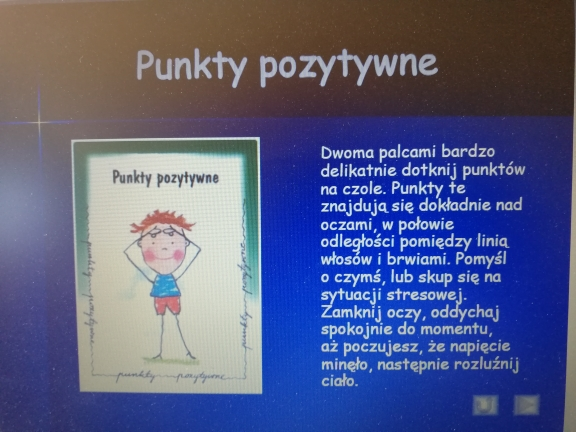 Punkty pozytywne
Punkty pozytywne
punkty pozytywne
Dwoma palcami bardzo
delikatnie dotknij punktów
na czole. Punkty te
znajdują się dokładnie nad
oczami, w połowie
odległości pomiędzy linią
włosów i brwiami. Pomyśl
o czymś, lub skup się na
sytuacji stresowej.
Zamknij oczy, oddychaj
spokojnie do momentu,
aż poczujesz, że napięcie
minęło, następnie rozluźnij
ciało.